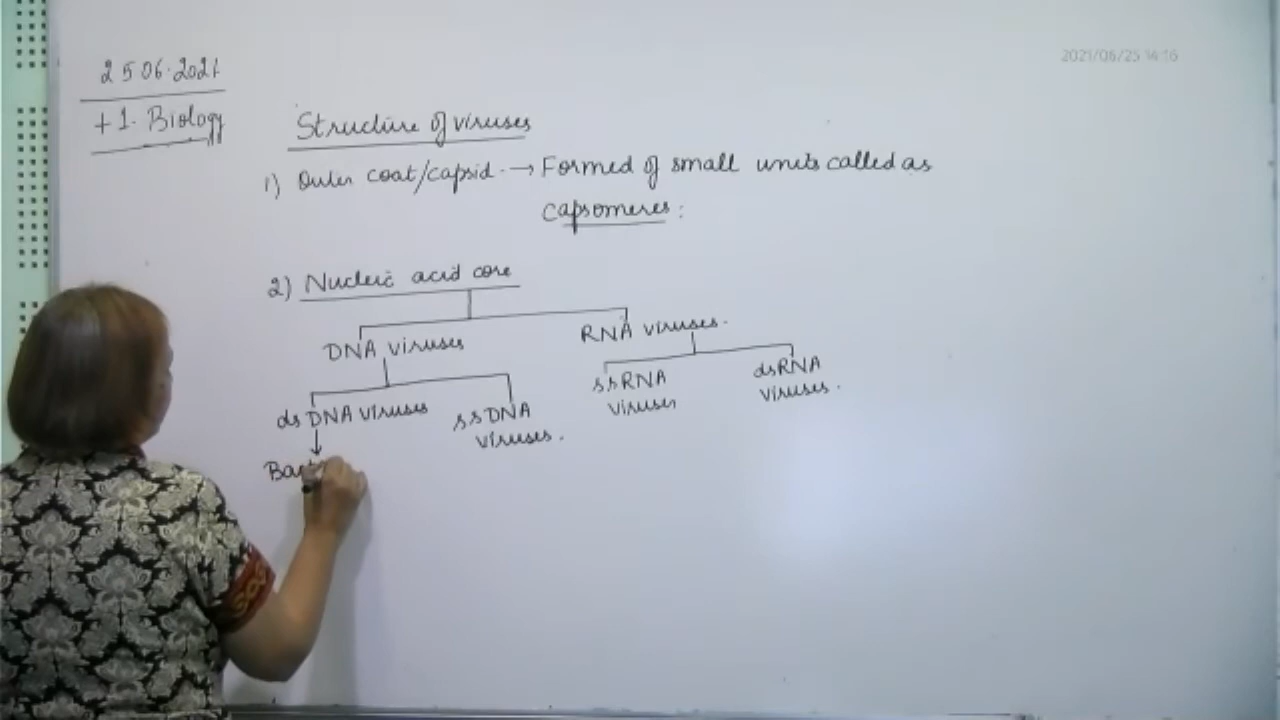 2021/06/25 14:16
25 06.2021
+1. Biology
Structure of viruses
1) Outer coat/capsid. → Formed of small units called as
capsomeres :
2) Nucleic acid core
DNA viruses
RNA viruses.
ds DNA viruses
ssDNA
viruses.
ssRNA
viruses
dsRNA
viruses.
↓